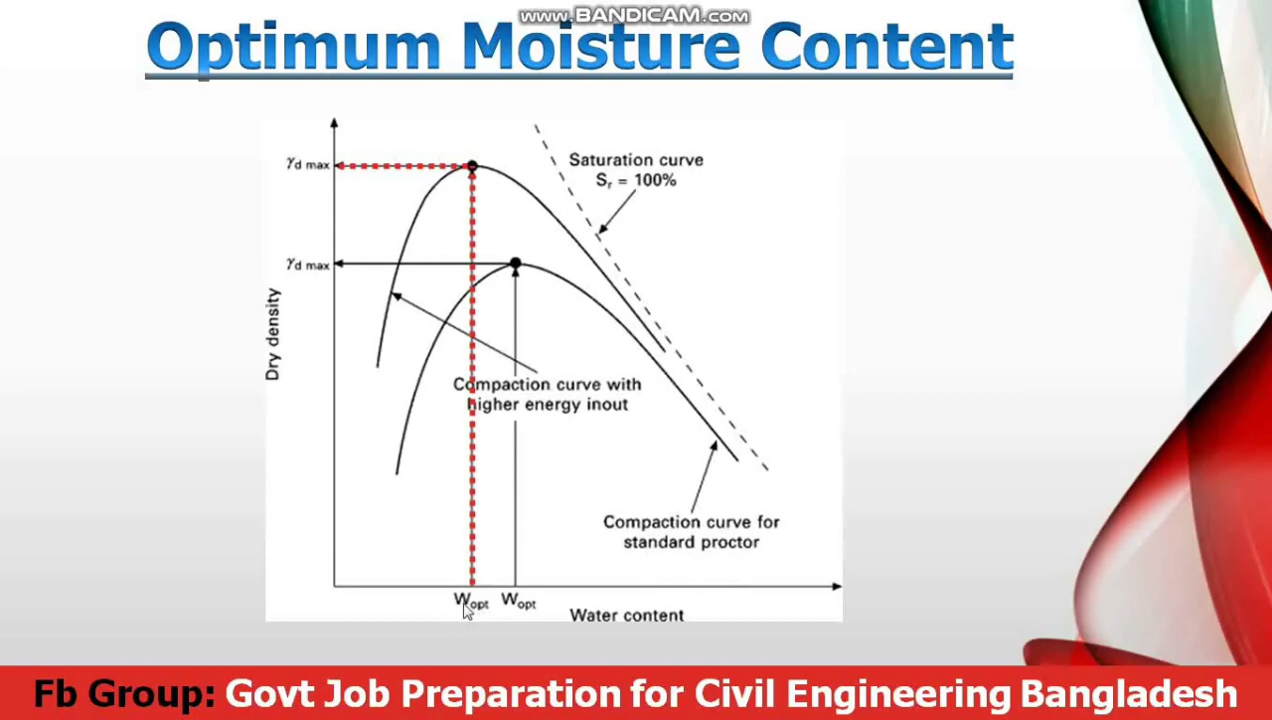 www.BANDICAM.com
Optimum Moisture Content
Saturation curve
Sr = 100%
γd max
γd max
Dry density
Compaction curve with
higher energy inout
Compaction curve for
standard proctor
Wopt Wopt
Water content
Fb Group: Govt Job Preparation for Civil Engineering Bangladesh